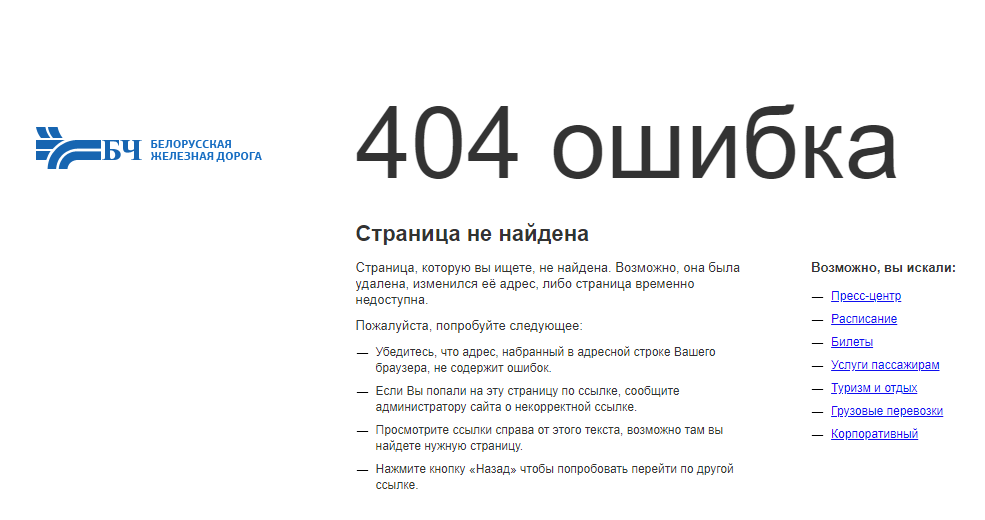 БЧ
БЕЛОРУССКАЯ
ЖЕЛЕЗНАЯ ДОРОГА
404 ошибка
Страница не найдена
Страница, которую вы ищете, не найдена. Возможно, она была
удалена, изменился её адрес, либо страница временно
недоступна.
Пожалуйста, попробуйте следующее:
— Убедитесь, что адрес, набранный в адресной строке Вашего
браузера, не содержит ошибок.
— Если Вы попали на эту страницу по ссылке, сообщите
администратору сайта о некорректной ссылке.
— Просмотрите ссылки справа от этого текста, возможно там вы
найдете нужную страницу.
— Нажмите кнопку «Назад» чтобы попробовать перейти по другой
ссылке.
Возможно, вы искали:
— Пресс-центр
— Расписание
— Билеты
— Услуги пассажирам
— Туризм и отдых
— Грузовые перевозки
— Корпоративный